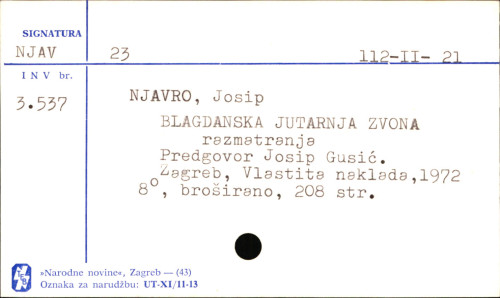 SIGNATURA
NJAV 23 112-II- 21
INV br.
3.537
NJAVRO, Josip
BLAGDANSKA JUTARNJA ZVONA
razmatranja
Predgovor Josip Gusić.
Zagreb, Vlastita naklada,1972
8°, broširano, 208 str.
»Narodne novine«, Zagreb — (43)
Oznaka za narudžbu: UT-XI/11-13